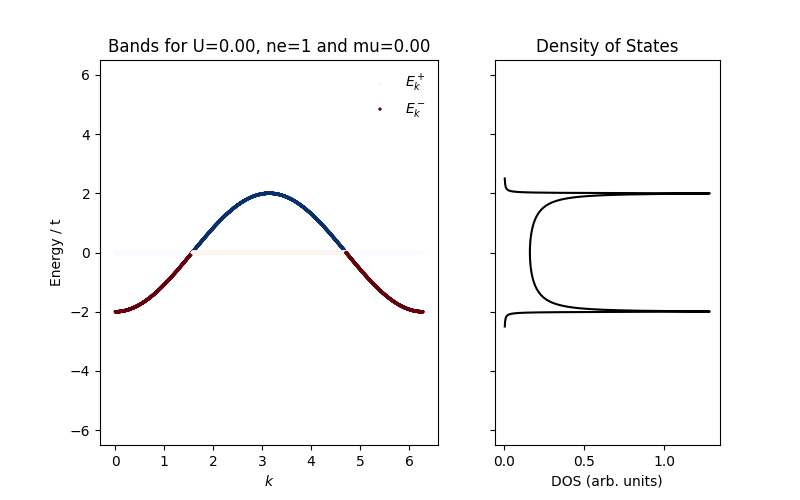 Bands for U=0.00, ne=1 and mu=0.00
Density of States
6
4
2
0
−2
−4
−6
Energy / t
E_k^+
E_k^-
0
1
2
3
4
5
6
k
0.0
0.5
1.0
DOS (arb. units)